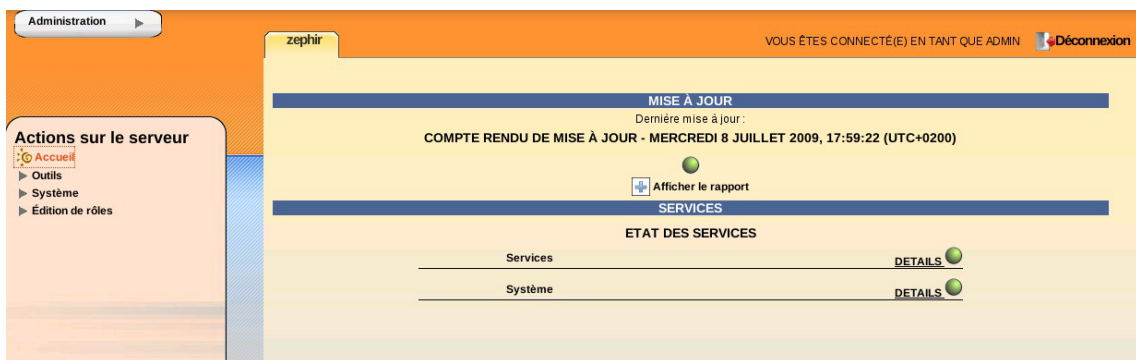 Administration
zephir
VOUS ÊTES CONNECTÉ(E) EN TANT QUE ADMIN
Déconnexion
Actions sur le serveur
Accueil
Outils
Système
Édition de rôles
MISE À JOUR
Dernière mise à jour :
COMPTE RENDU DE MISE À JOUR - MERCREDI 8 JUILLET 2009, 17:59:22 (UTC+0200)
Afficher le rapport
SERVICES
ETAT DES SERVICES
Services DETAILS
Système DETAILS